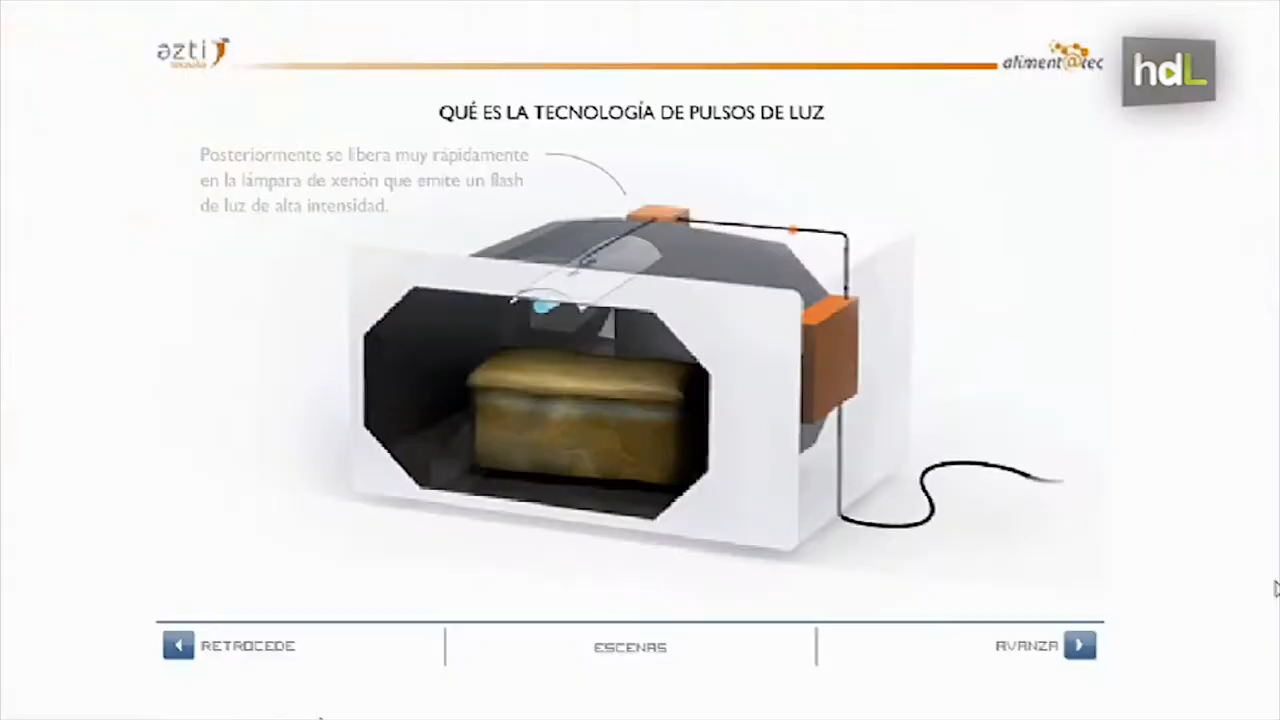 azti
tecnalia
aliment@tec
hdL
QUÉ ES LA TECNOLOGÍA DE PULSOS DE LUZ
Posteriormente se libera muy rápidamente
en la lámpara de xenón que emite un flash
de luz de alta intensidad.
RETROCEDE
ESCENAS
AVANZA